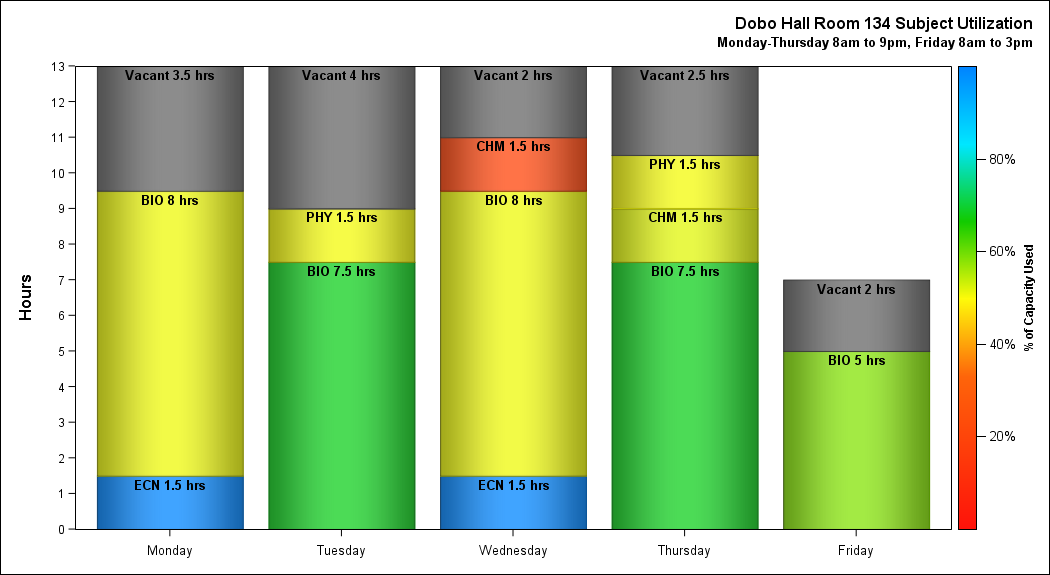 Dobo Hall Room 134 Subject Utilization
Monday-Thursday 8am to 9pm, Friday 8am to 3pm
Hours
13
12
11
10
9
8
7
6
5
4
3
2
1
0
Vacant 3.5 hrs
BIO 8 hrs
ECN 1.5 hrs
Vacant 4 hrs
PHY 1.5 hrs
BIO 7.5 hrs
Vacant 2 hrs
CHM 1.5 hrs
BIO 8 hrs
ECN 1.5 hrs
Vacant 2.5 hrs
PHY 1.5 hrs
CHM 1.5 hrs
BIO 7.5 hrs
Vacant 2 hrs
BIO 5 hrs
Monday
Tuesday
Wednesday
Thursday
Friday
80%
60%
40%
20%
% of Capacity Used